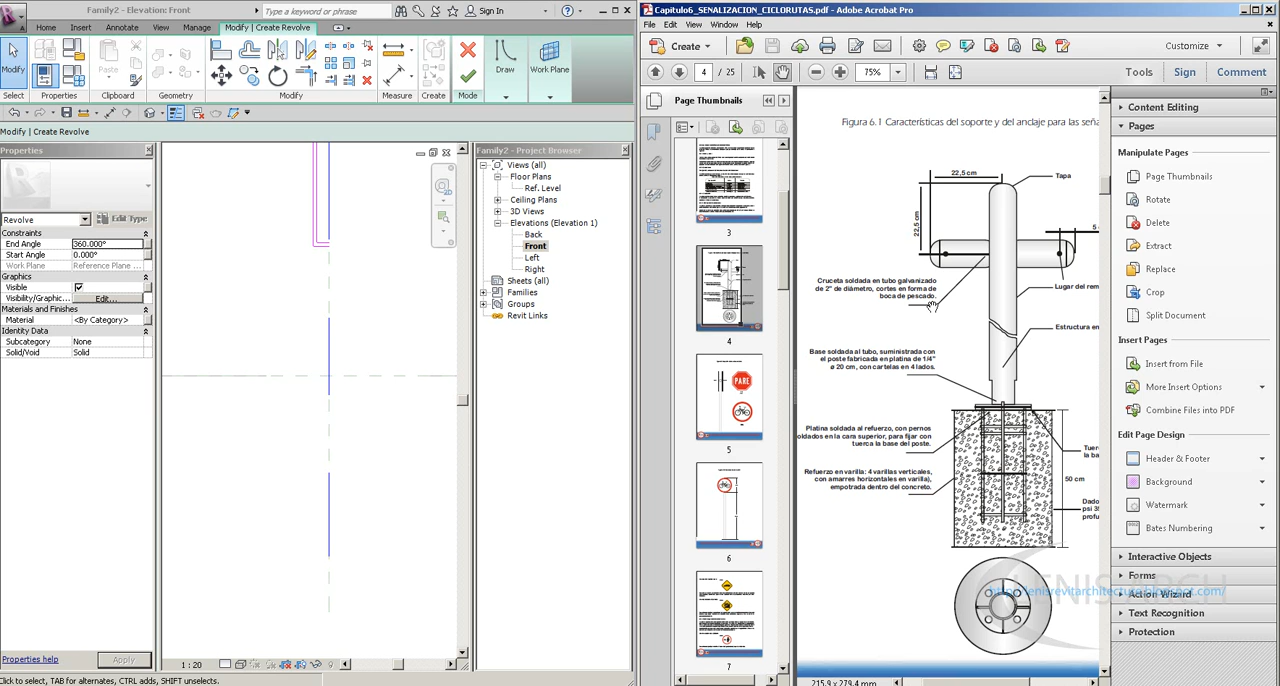 Family2 - Elevation: Front
Type a keyword or phrase
Sign In
Home Insert Annotate View Manage Modify | Create Revolve
Modify
Paste
Draw
Work Plane
Select Properties Clipboard Geometry Modify Measure Create Mode
Modify | Create Revolve
Properties
Revolve
Edit Type
Constraints
End Angle 360.000°
Start Angle 0.000°
Work Plane Reference Plane ...
Graphics
Visible
Visibility/Graphic... Edit...
Materials and Finishes
Material <By Category>
Identity Data
Subcategory None
Solid/Void Solid
Properties help
Apply
1 : 20
Click to select, TAB for alternates, CTRL adds, SHIFT unselects.
Family2 - Project Browser
Views (all)
Floor Plans
Ref. Level
Ceiling Plans
3D Views
Elevations (Elevation 1)
Back
Front
Left
Right
Sheets (all)
Families
Groups
Revit Links
Capitulo6_SENALIZACION_CICLORUTAS.pdf - Adobe Acrobat Pro
File Edit View Window Help
Create
Customize
4 / 25
75%
Tools Sign Comment
Page Thumbnails
3
4
5
PARE
6
7
Figura 6.1 Características del soporte y del anclaje para las seña
22,5 cm
Tapa
22,5 cm
5
Cruceta soldada en tubo galvanizado
de 2" de diámetro, cortes en forma de
boca de pescado.
Lugar del rem
Estructura en
Base soldada al tubo, suministrada con
el poste fabricada en platina de 1/4"
ø 20 cm, con cartelas en 4 lados.
Platina soldada al refuerzo, con pernos
oldados en la cara superior, para fijar con
tuerca la base del poste.
Tuer
la ba
Refuerzo en varilla: 4 varillas verticales,
con amarres horizontales en varilla),
empotrada dentro del concreto.
50 cm
Dado
psi 35
profu
215,9 x 279,4 mm
Content Editing
Pages
Manipulate Pages
Page Thumbnails
Rotate
Delete
Extract
Replace
Crop
Split Document
Insert Pages
Insert from File
More Insert Options
Combine Files into PDF
Edit Page Design
Header & Footer
Background
Watermark
Bates Numbering
Interactive Objects
Forms
Action Wizard
Text Recognition
Protection